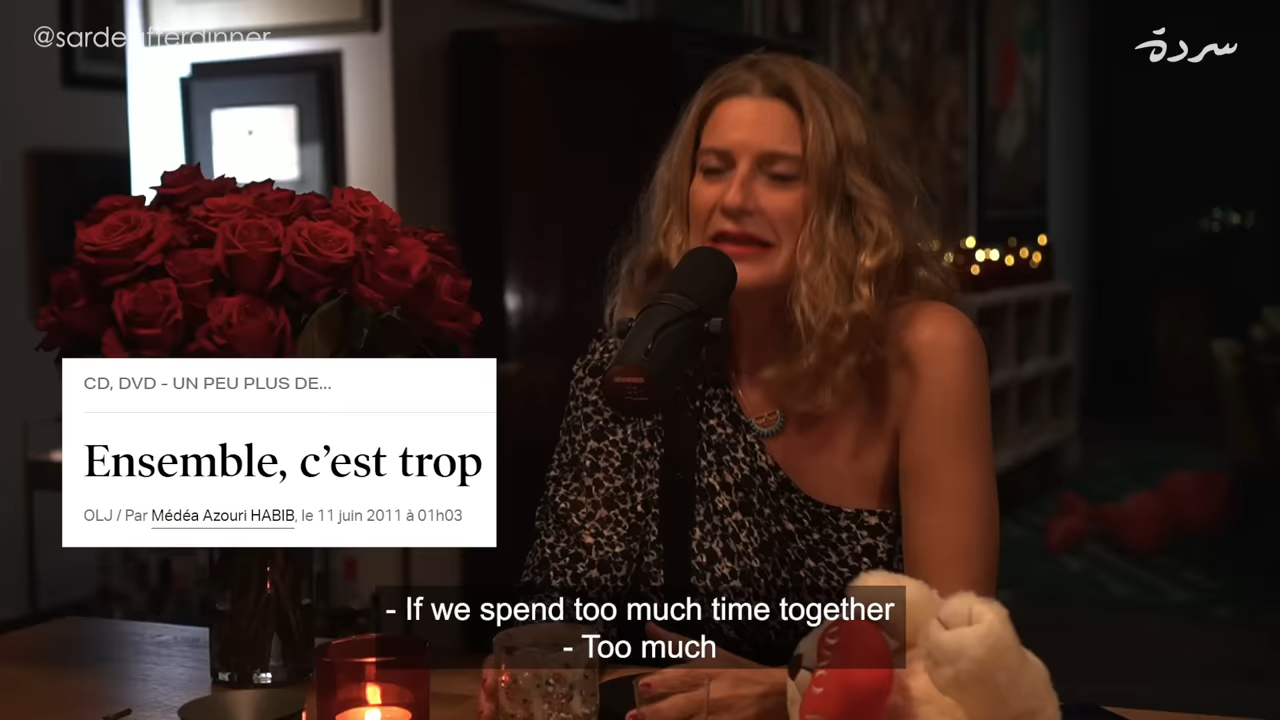 @sardeafterdinner
سردة
CD, DVD - UN PEU PLUS DE...
Ensemble, c'est trop
OLJ / Par Médéa Azouri HABIB, le 11 juin 2011 à 01h03
- If we spend too much time together
- Too much